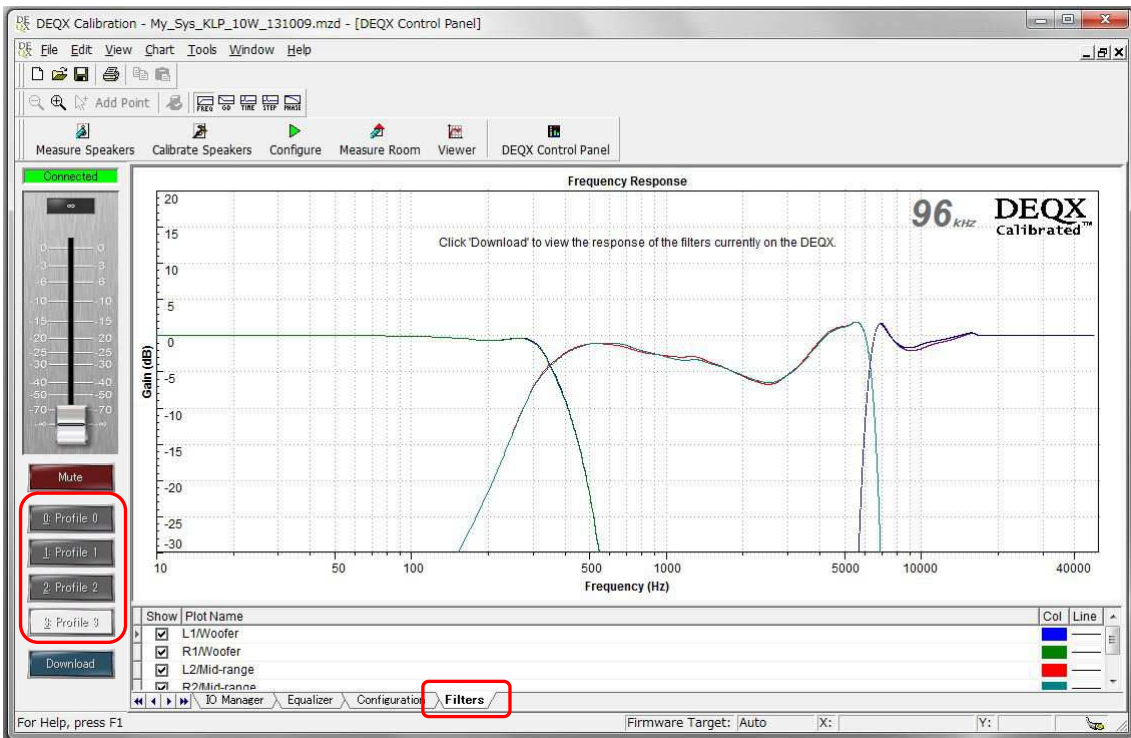 DEQX Calibration - My_Sys_KLP_10W_131009.mzd - [DEQX Control Panel]
File Edit View Chart Tools Window Help
Add Point FREQ GD TIME STEP PHASE
Measure Speakers Calibrate Speakers Configure Measure Room Viewer DEQX Control Panel
Connected
∞
0 0
-3 -3
-6 -6
-10 -10
-15 -15
-20 -20
-25 -25
-30 -30
-40 -40
-50 -50
-70 -70
-∞ -∞
Mute
0: Profile 0
1: Profile 1
2: Profile 2
3: Profile 3
Download
Frequency Response
96 kHz
DEQX
Calibrated™
Click 'Download' to view the response of the filters currently on the DEQX.
Gain (dB)
20
15
10
5
0
-5
-10
-15
-20
-25
-30
10 50 100 500 1000 5000 10000 40000
Frequency (Hz)
Show Plot Name Col Line
L1/Woofer
R1/Woofer
L2/Mid-range
R2/Mid-range
IO Manager Equalizer Configuration Filters
For Help, press F1 Firmware Target: Auto X: Y: